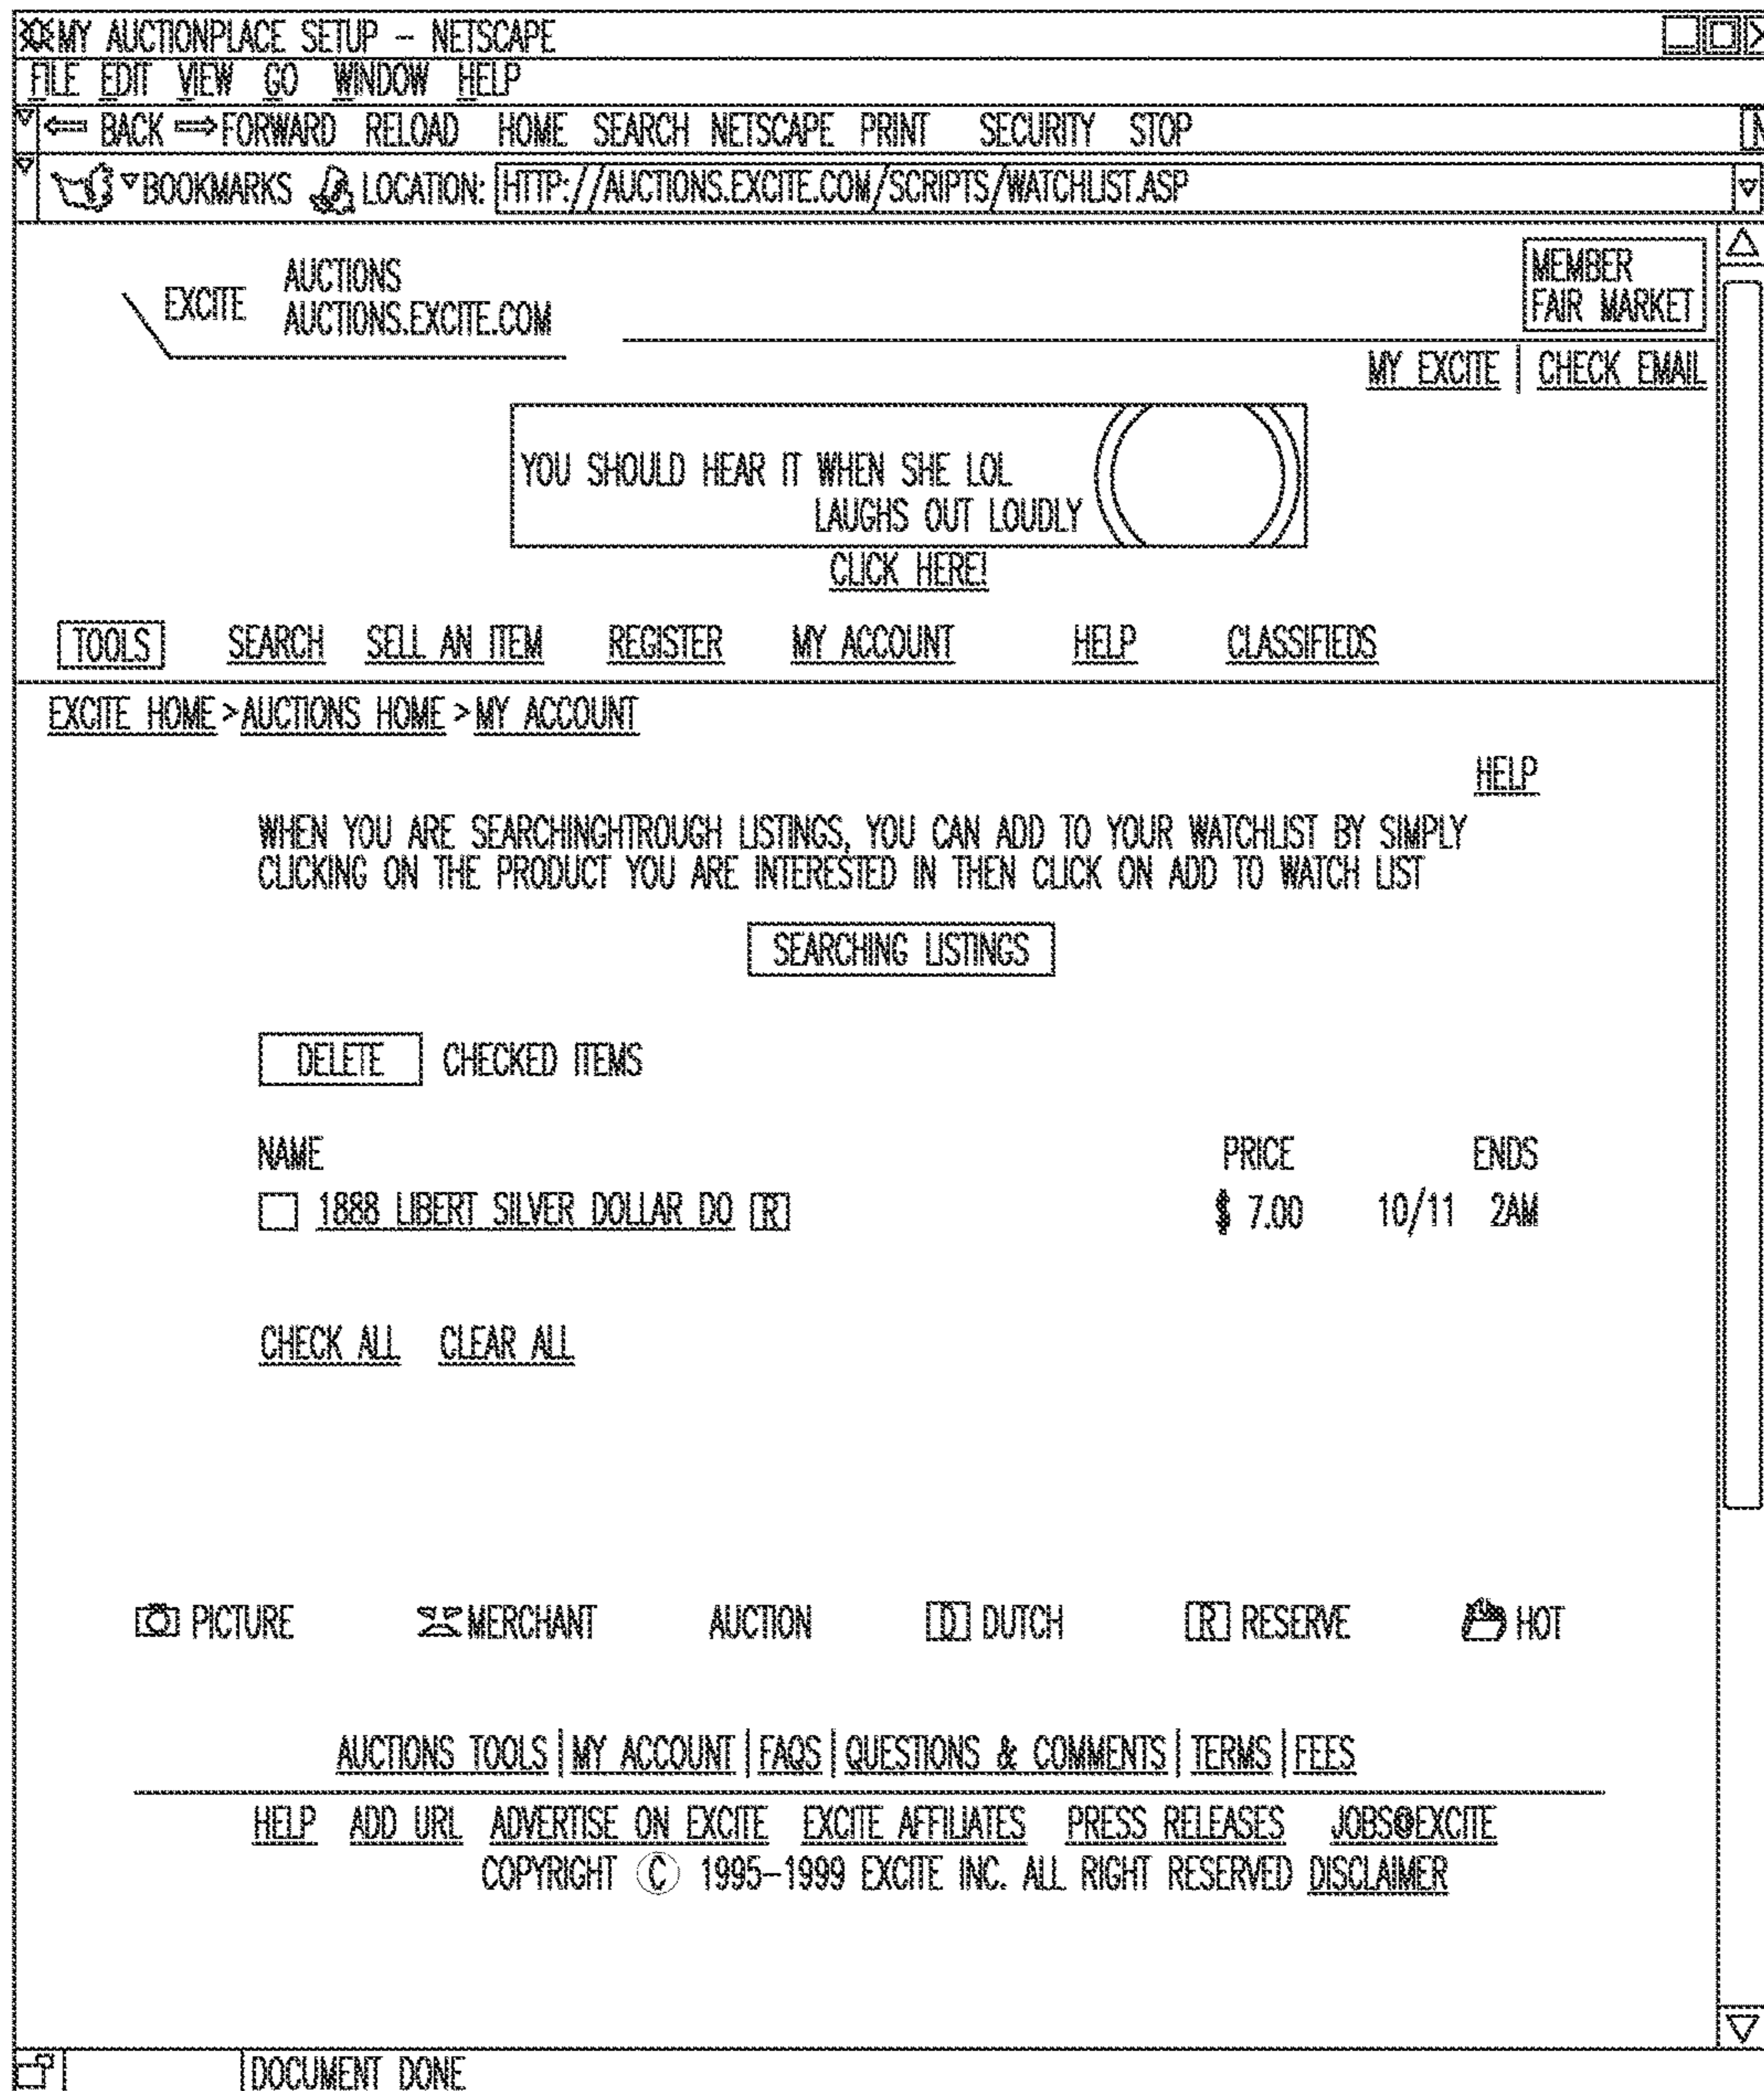 MY AUCTIONPLACE SETUP – NETSCAPE
FILE EDIT VIEW GO WINDOW HELP
BACK FORWARD RELOAD HOME SEARCH NETSCAPE PRINT SECURITY STOP N
BOOKMARKS LOCATION: HTTP://AUCTIONS.EXCITE.COM/SCRIPTS/WATCHLIST.ASP
EXCITE AUCTIONS
AUCTIONS.EXCITE.COM
MEMBER
FAIR MARKET
MY EXCITE | CHECK EMAIL
YOU SHOULD HEAR IT WHEN SHE LOL
LAUGHS OUT LOUDLY
CLICK HERE!
TOOLS SEARCH SELL AN ITEM REGISTER MY ACCOUNT HELP CLASSIFIEDS
EXCITE HOME > AUCTIONS HOME > MY ACCOUNT
HELP
WHEN YOU ARE SEARCHINGHTROUGH LISTINGS, YOU CAN ADD TO YOUR WATCHLIST BY SIMPLY
CLICKING ON THE PRODUCT YOU ARE INTERESTED IN THEN CLICK ON ADD TO WATCH LIST
SEARCHING LISTINGS
DELETE CHECKED ITEMS
NAME PRICE ENDS
1888 LIBERT SILVER DOLLAR DO R $ 7.00 10/11 2AM
CHECK ALL CLEAR ALL
PICTURE MERCHANT AUCTION D DUTCH R RESERVE HOT
AUCTIONS TOOLS | MY ACCOUNT | FAQS | QUESTIONS & COMMENTS | TERMS | FEES
HELP ADD URL ADVERTISE ON EXCITE EXCITE AFFILIATES PRESS RELEASES JOBS@EXCITE
COPYRIGHT © 1995–1999 EXCITE INC. ALL RIGHT RESERVED DISCLAIMER
DOCUMENT DONE